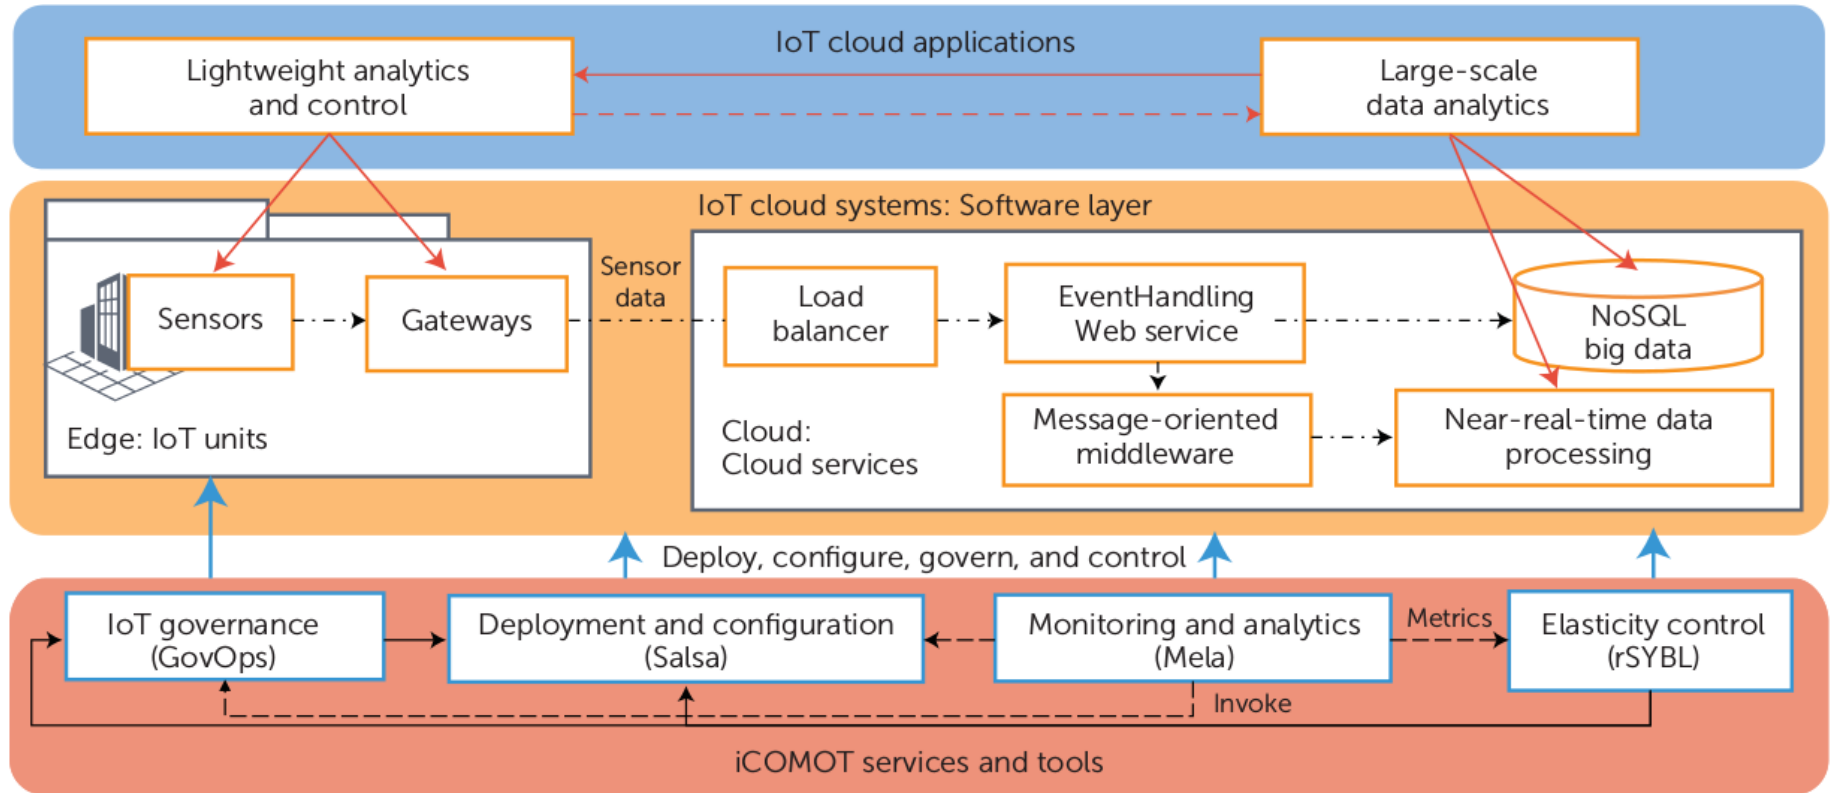 IoT cloud applications
Lightweight analytics
and control
Large-scale
data analytics
IoT cloud systems: Software layer
Sensors
Gateways
Edge: IoT units
Sensor
data
Load
balancer
EventHandling
Web service
NoSQL
big data
Message-oriented
middleware
Near-real-time data
processing
Cloud:
Cloud services
Deploy, configure, govern, and control
IoT governance
(GovOps)
Deployment and configuration
(Salsa)
Monitoring and analytics
(Mela)
Metrics
Elasticity control
(rSYBL)
Invoke
iCOMOT services and tools